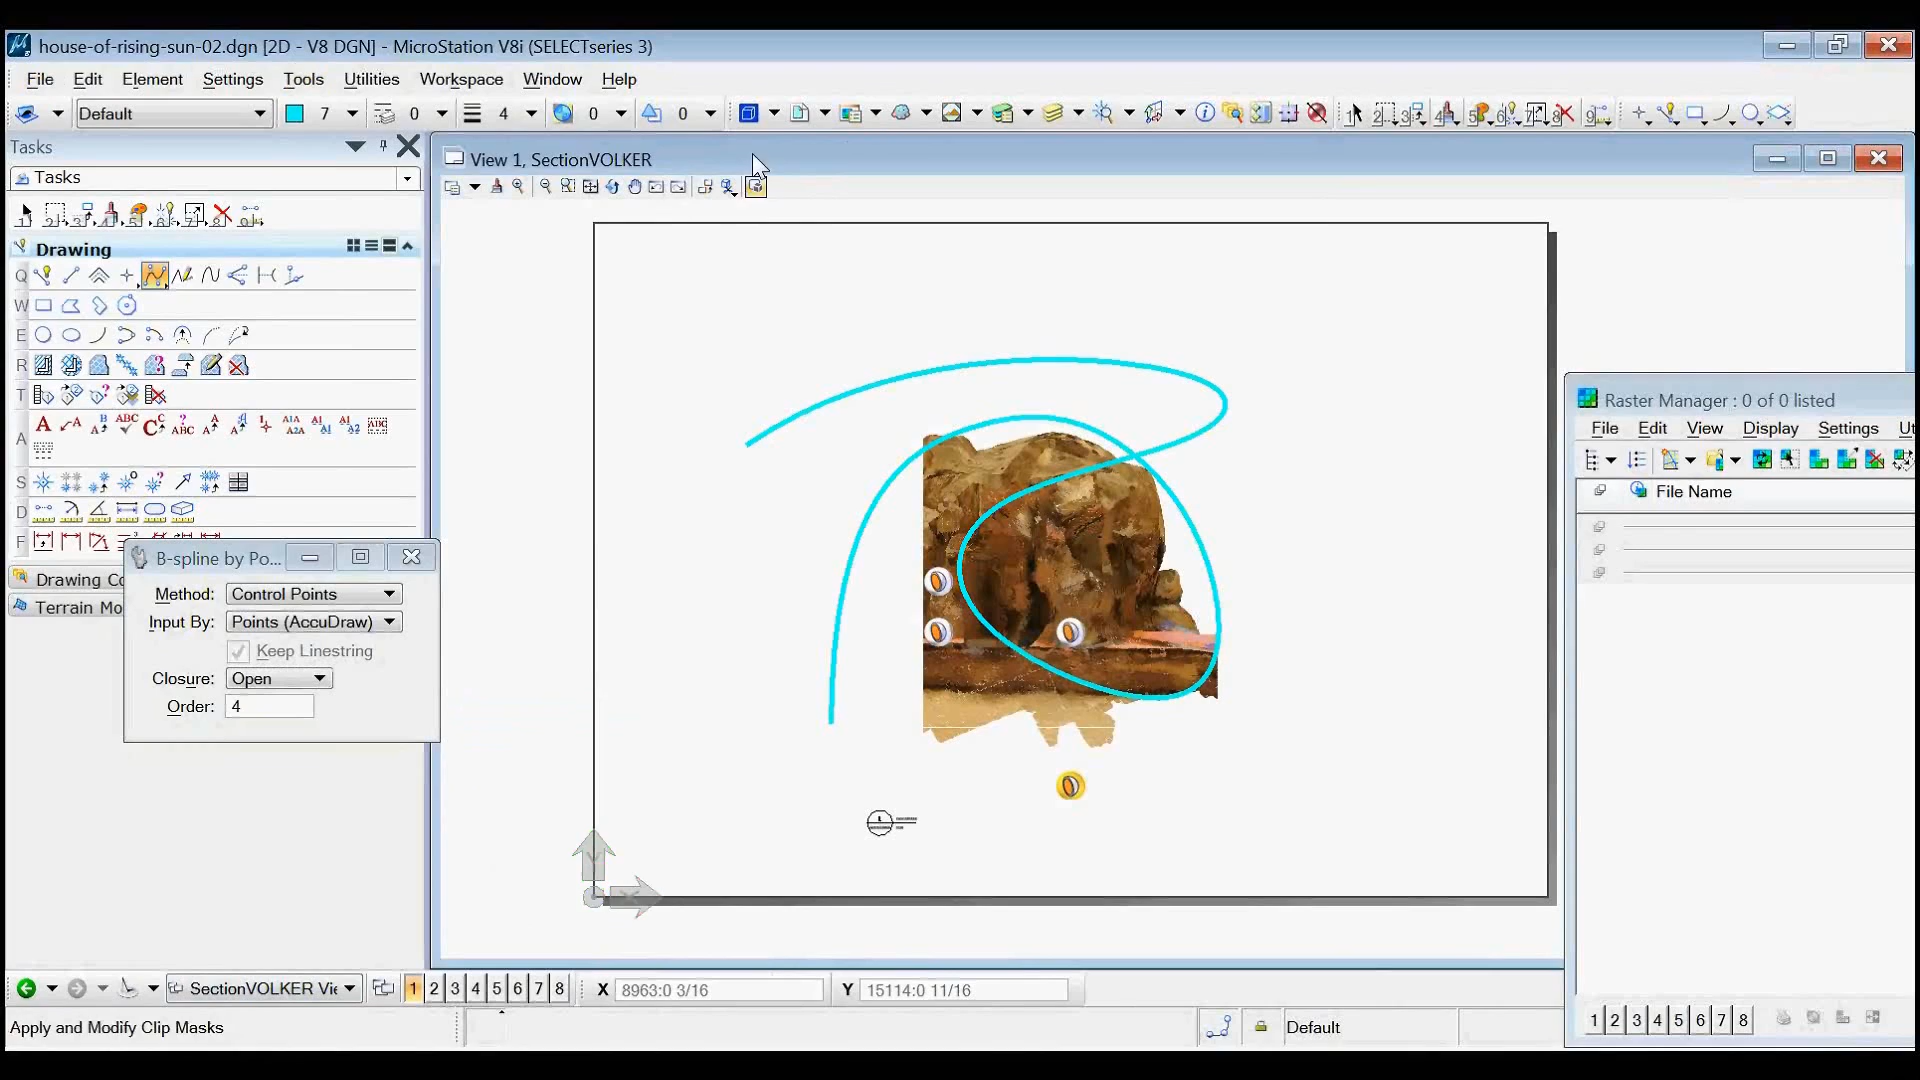 house-of-rising-sun-02.dgn [2D - V8 DGN] - MicroStation V8i (SELECTseries 3)
File Edit Element Settings Tools Utilities Workspace Window Help
Default 7 0 4 0 0
Tasks
View 1, SectionVOLKER
Tasks
Drawing
Q
W
E
R
T
A
S
D
F
Drawing Co
Terrain Mo
B-spline by Po...
Method: Control Points
Input By: Points (AccuDraw)
Keep Linestring
Closure: Open
Order: 4
Raster Manager : 0 of 0 listed
File Edit View Display Settings Ut
File Name
1 2 3 4 5 6 7 8
SectionVOLKER Vie 1 2 3 4 5 6 7 8 X 8963:0 3/16 Y 15114:0 11/16
Apply and Modify Clip Masks Default